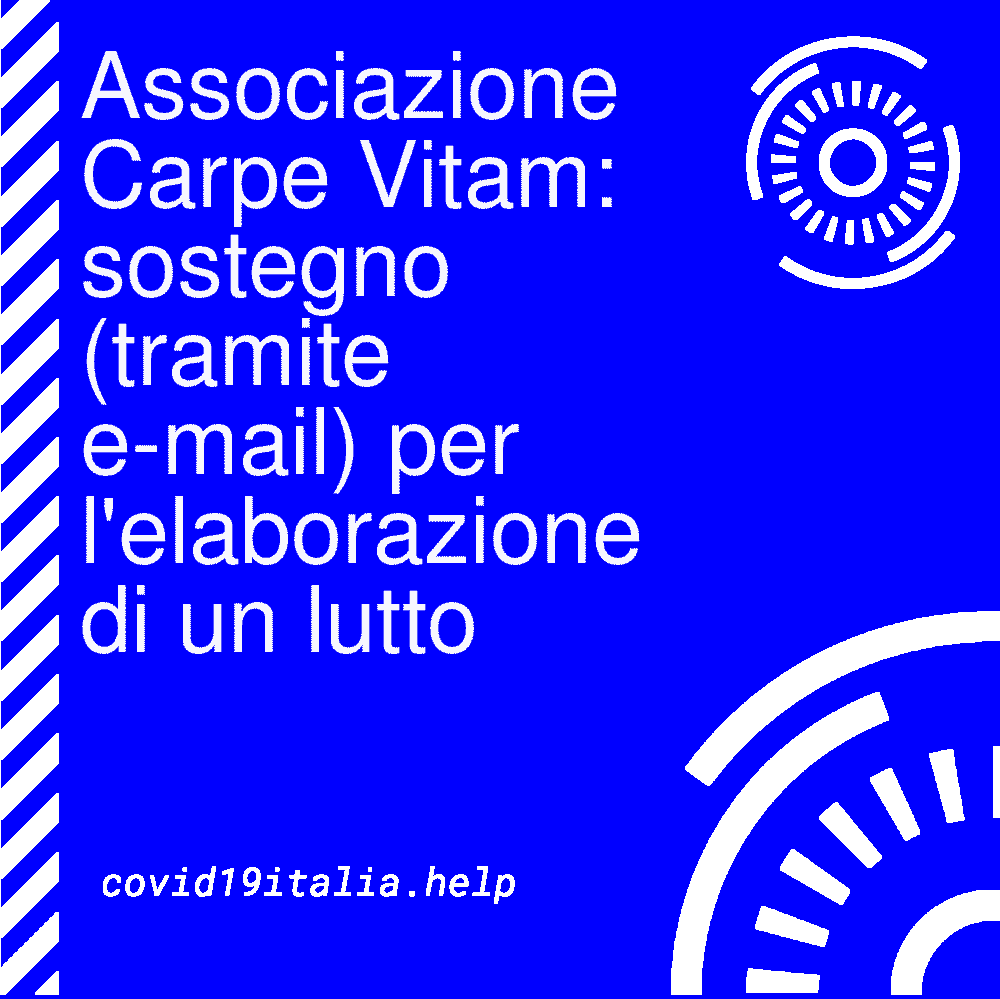 Associazione
Carpe Vitam:
sostegno
(tramite
e-mail) per
l'elaborazione
di un lutto
covid19italia.help